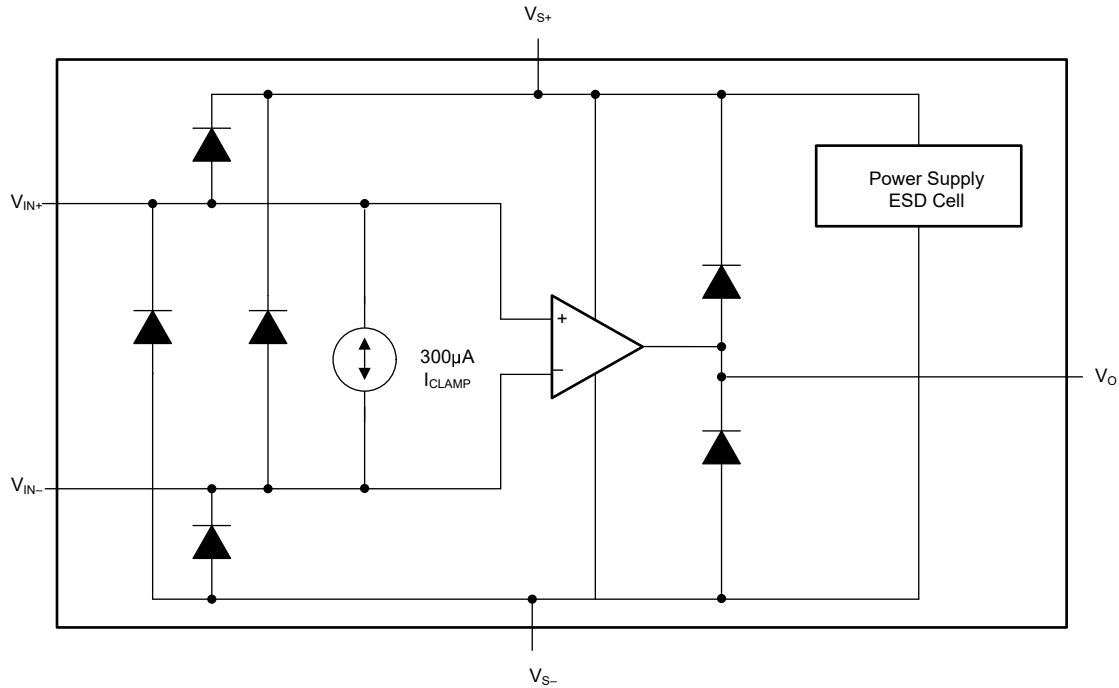 VS+
Power Supply
ESD Cell
VIN+
+
–
300µA
ICLAMP
VO
VIN–
VS–